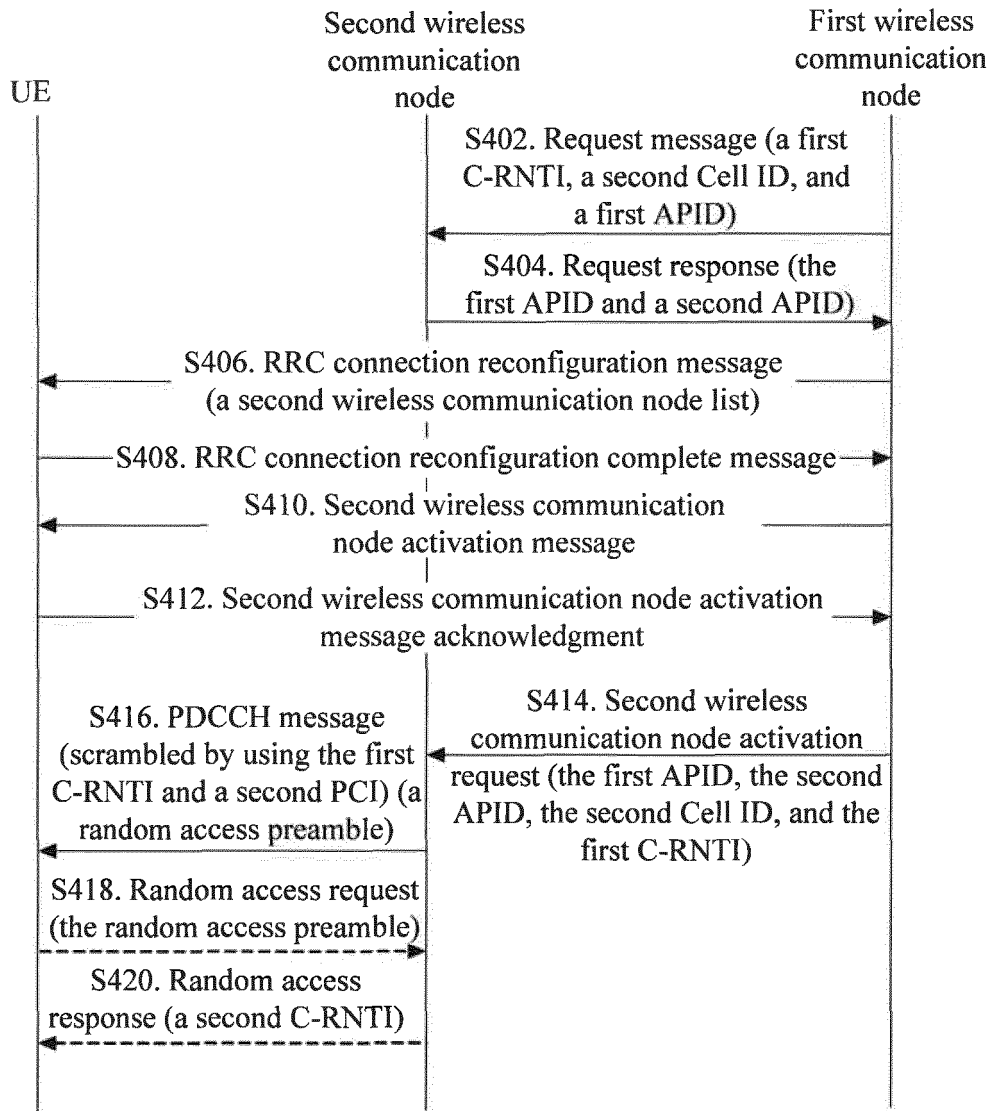 UE
Second wireless
communication
node
First wireless
communication
node
S402. Request message (a first
C-RNTI, a second Cell ID, and
a first APID)
S404. Request response (the
first APID and a second APID)
S406. RRC connection reconfiguration message
(a second wireless communication node list)
S408. RRC connection reconfiguration complete message
S410. Second wireless communication
node activation message
S412. Second wireless communication node activation
message acknowledgment
S414. Second wireless
communication node activation
request (the first APID, the second
APID, the second Cell ID, and the
first C-RNTI)
S416. PDCCH message
(scrambled by using the first
C-RNTI and a second PCI) (a
random access preamble)
S418. Random access request
(the random access preamble)
S420. Random access
response (a second C-RNTI)